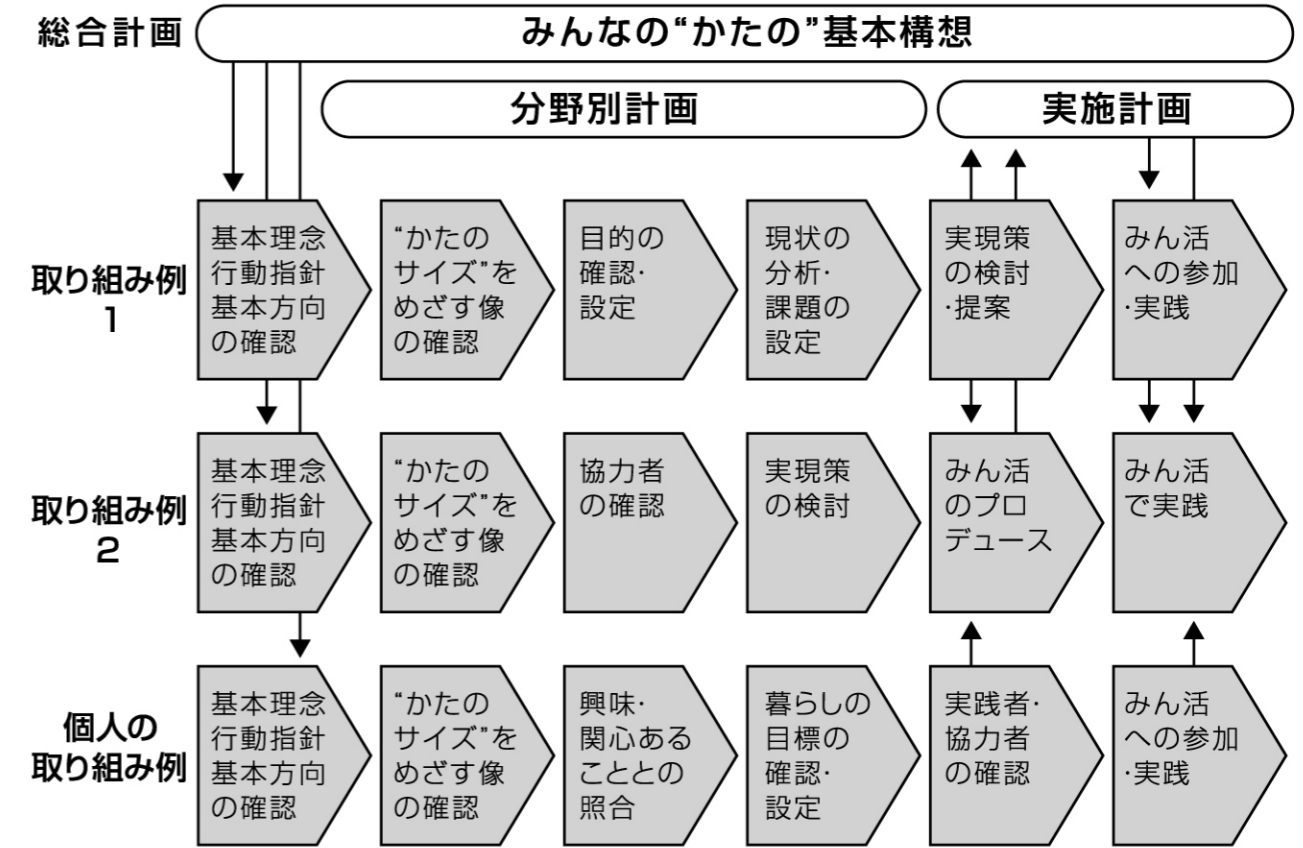 総合計画
みんなの“かたの”基本構想
分野別計画
実施計画
取り組み例
1
基本理念
行動指針
基本方向
の確認
“かたの
サイズ”を
めざす像
の確認
目的の
確認・
設定
現状の
分析・
課題の
設定
実現策
の検討
・提案
みん活
への参加
・実践
取り組み例
2
基本理念
行動指針
基本方向
の確認
“かたの
サイズ”を
めざす像
の確認
協力者
の確認
実現策
の検討
みん活
のプロ
デュース
みん活
で実践
個人の
取り組み例
基本理念
行動指針
基本方向
の確認
“かたの
サイズ”を
めざす像
の確認
興味・
関心ある
こととの
照合
暮らしの
目標の
確認・
設定
実践者・
協力者
の確認
みん活
への参加
・実践